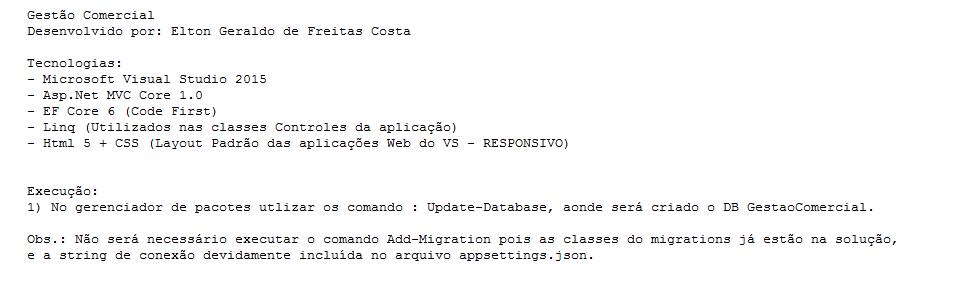 Gestão Comercial
Desenvolvido por: Elton Geraldo de Freitas Costa
Tecnologias:
- Microsoft Visual Studio 2015
- Asp.Net MVC Core 1.0
- EF Core 6 (Code First)
- Linq (Utilizados nas classes Controles da aplicação)
- Html 5 + CSS (Layout Padrão das aplicações Web do VS - RESPONSIVO)
Execução:
1) No gerenciador de pacotes utlizar os comando : Update-Database, aonde será criado o DB GestaoComercial.
Obs.: Não será necessário executar o comando Add-Migration pois as classes do migrations já estão na solução,
e a string de conexão devidamente incluída no arquivo appsettings.json.